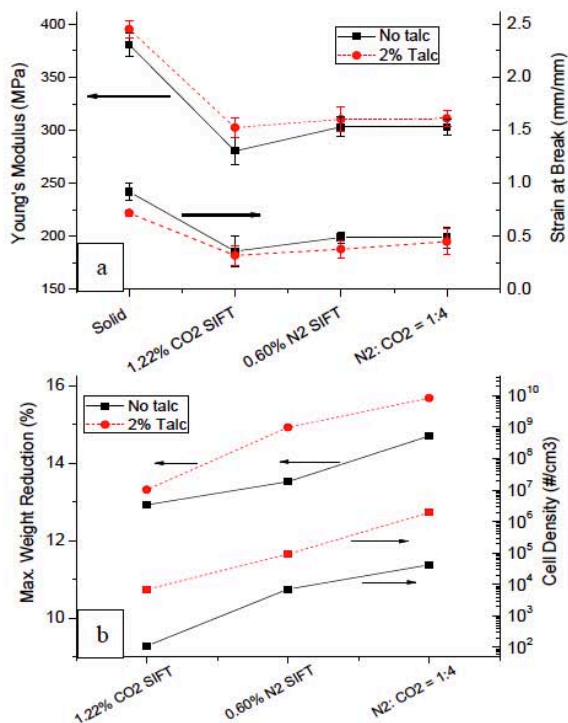 400
350
300
250
200
150
Young's Modulus (MPa)
2.5
2.0
1.5
1.0
0.5
0.0
Strain at Break (mm/mm)
No talc
2% Talc
a
Solid
1.22% CO2 SIFT
0.60% N2 SIFT
N2: CO2 = 1:4
16
14
12
10
Max. Weight Reduction (%)
10^10
10^9
10^8
10^7
10^6
10^5
10^4
10^3
10^2
Cell Density (#/cm3)
No talc
2% Talc
b
1.22% CO2 SIFT
0.60% N2 SIFT
N2: CO2 = 1:4